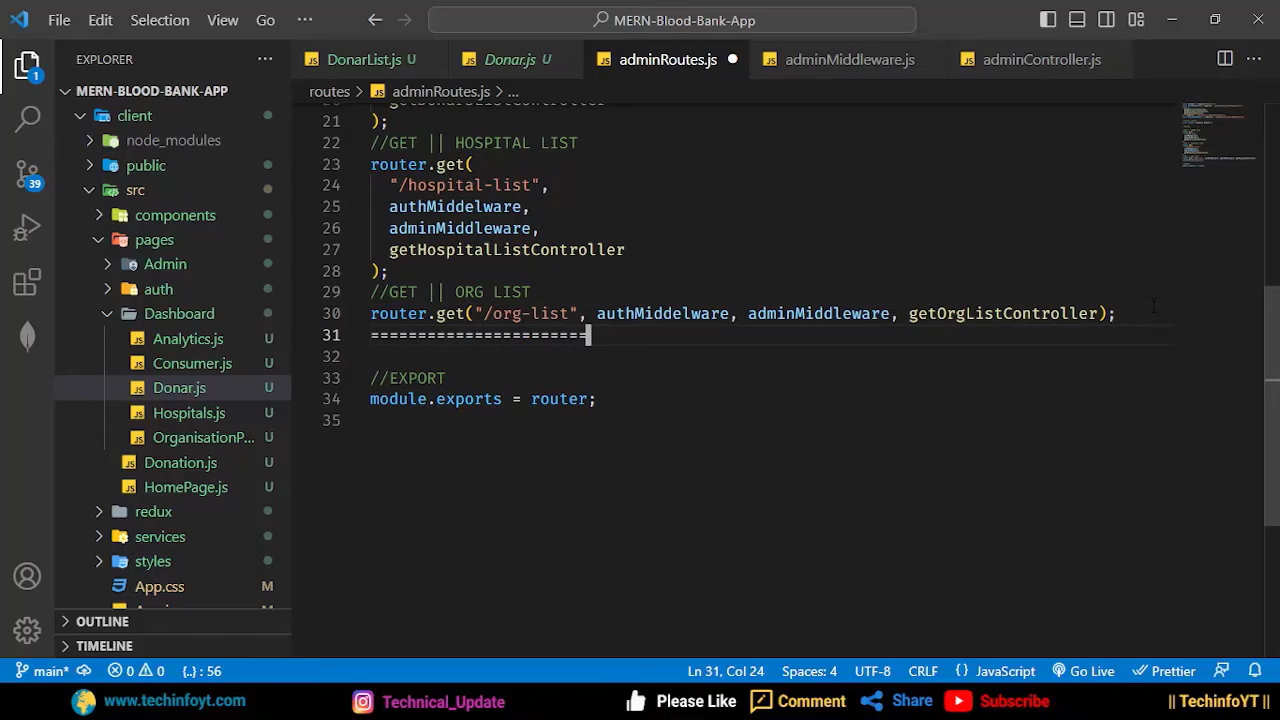 File Edit Selection View Go ··· MERN-Blood-Bank-App
EXPLORER ···
DonarList.js U Donar.js U adminRoutes.js adminMiddleware.js adminController.js ···
routes > adminRoutes.js > ...
MERN-BLOOD-BANK-APP
client
node_modules
public
src
components
pages
Admin
auth
Dashboard
Analytics.js U
Consumer.js U
Donar.js U
Hospitals.js U
OrganisationP... U
Donation.js U
HomePage.js U
redux
services
styles
App.css M
OUTLINE
TIMELINE
1
39
21 );
22 //GET || HOSPITAL LIST
23 router.get(
24 "/hospital-list",
25 authMiddelware,
26 adminMiddleware,
27 getHospitalListController
28 );
29 //GET || ORG LIST
30 router.get("/org-list", authMiddelware, adminMiddleware, getOrgListController);
31 =======================
32
33 //EXPORT
34 module.exports = router;
35
main* 0 0 {..} : 56 Ln 31, Col 24 Spaces: 4 UTF-8 CRLF {} JavaScript Go Live Prettier
www.techinfoyt.com Technical_Update Please Like Comment Share Subscribe || TechinfoYT ||